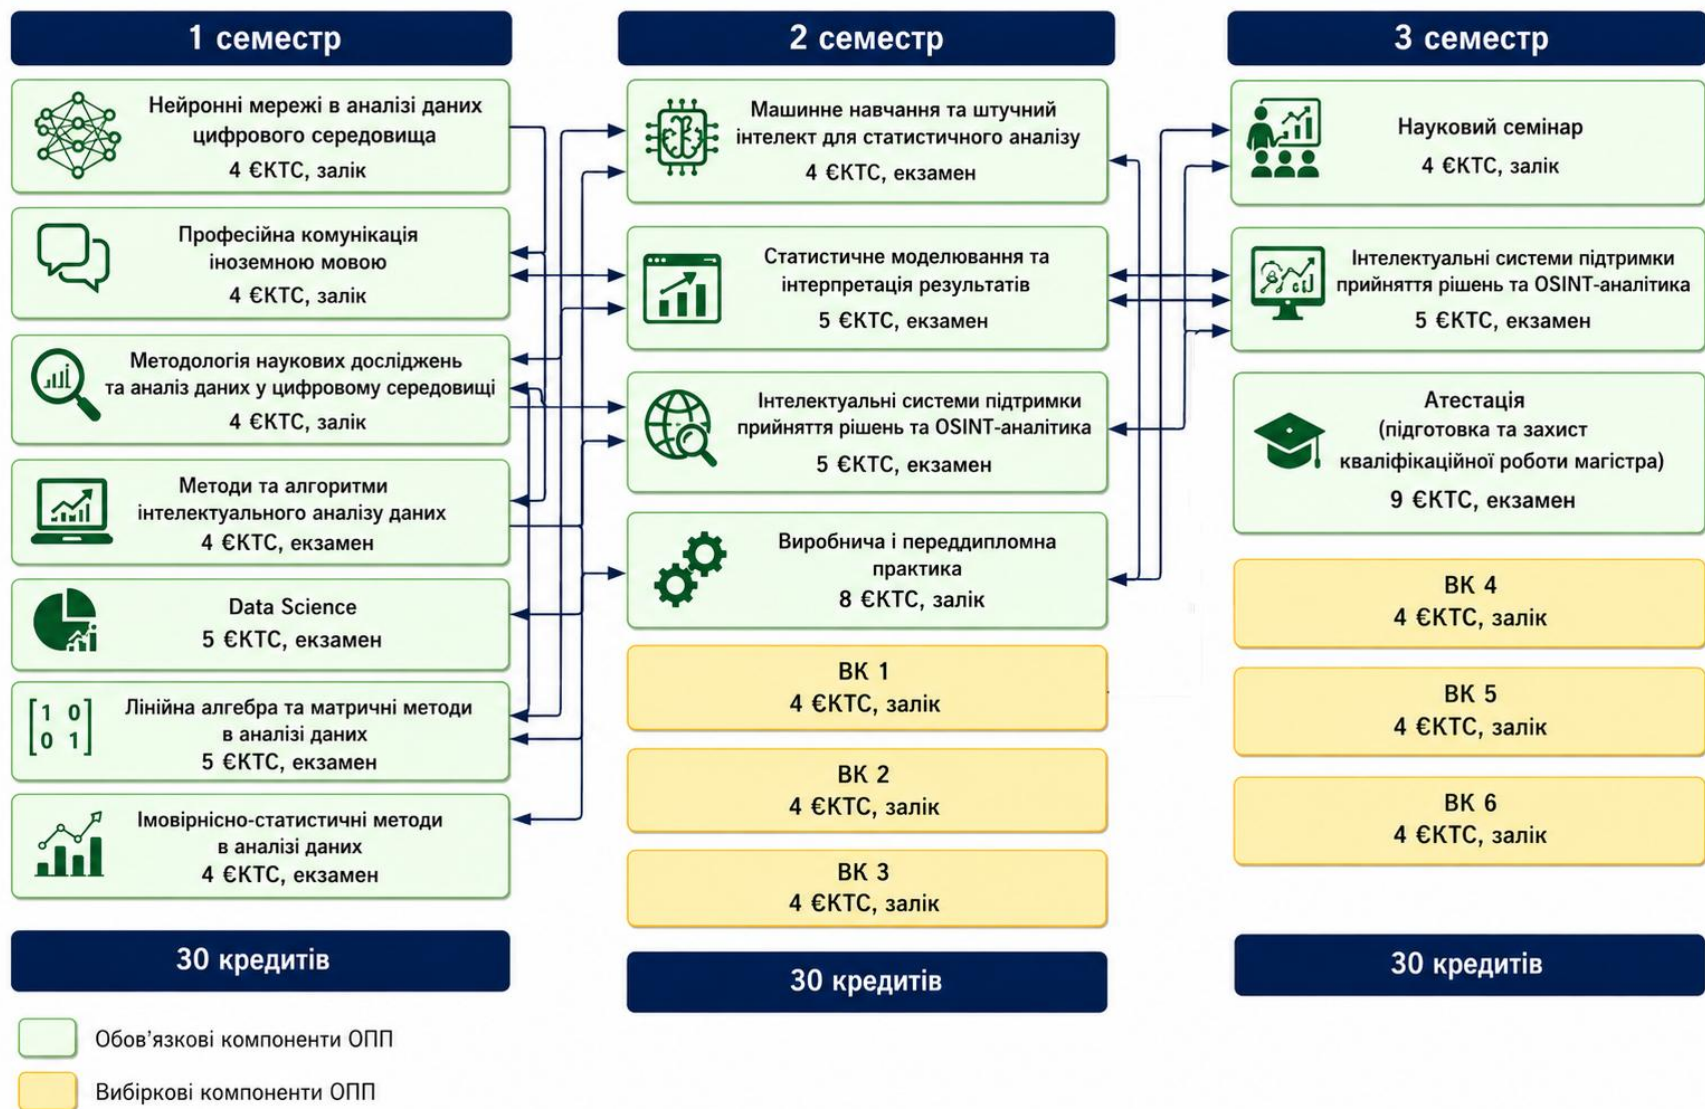 1 семестр
Нейронні мережі в аналізі даних
цифрового середовища
4 ЄКТС, залік
Професійна комунікація
іноземною мовою
4 ЄКТС, залік
Методологія наукових досліджень
та аналіз даних у цифровому середовищі
4 ЄКТС, залік
Методи та алгоритми
інтелектуального аналізу даних
4 ЄКТС, екзамен
Data Science
5 ЄКТС, екзамен
1 0
0 1
Лінійна алгебра та матричні методи
в аналізі даних
5 ЄКТС, екзамен
Імовірнісно-статистичні методи
в аналізі даних
4 ЄКТС, екзамен
30 кредитів
2 семестр
Машинне навчання та штучний
інтелект для статистичного аналізу
4 ЄКТС, екзамен
Статистичне моделювання та
інтерпретація результатів
5 ЄКТС, екзамен
Інтелектуальні системи підтримки
прийняття рішень та OSINT-аналітика
5 ЄКТС, екзамен
Виробнича і переддипломна
практика
8 ЄКТС, залік
ВК 1
4 ЄКТС, залік
ВК 2
4 ЄКТС, залік
ВК 3
4 ЄКТС, залік
30 кредитів
3 семестр
Науковий семінар
4 ЄКТС, залік
Інтелектуальні системи підтримки
прийняття рішень та OSINT-аналітика
5 ЄКТС, екзамен
Атестація
(підготовка та захист
кваліфікаційної роботи магістра)
9 ЄКТС, екзамен
ВК 4
4 ЄКТС, залік
ВК 5
4 ЄКТС, залік
ВК 6
4 ЄКТС, залік
30 кредитів
Обов'язкові компоненти ОПП
Вибіркові компоненти ОПП